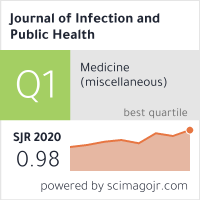 Journal of Infection and
Public Health
Q1
Medicine
(miscellaneous)
best quartile
SJR 2020
0.98
powered by scimagojr.com